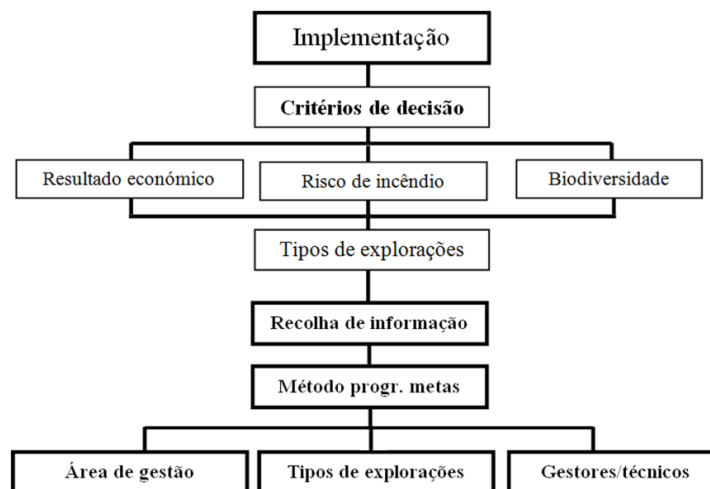 Implementação
Critérios de decisão
Resultado económico
Risco de incêndio
Biodiversidade
Tipos de explorações
Recolha de informação
Método progr. metas
Área de gestão
Tipos de explorações
Gestores/técnicos